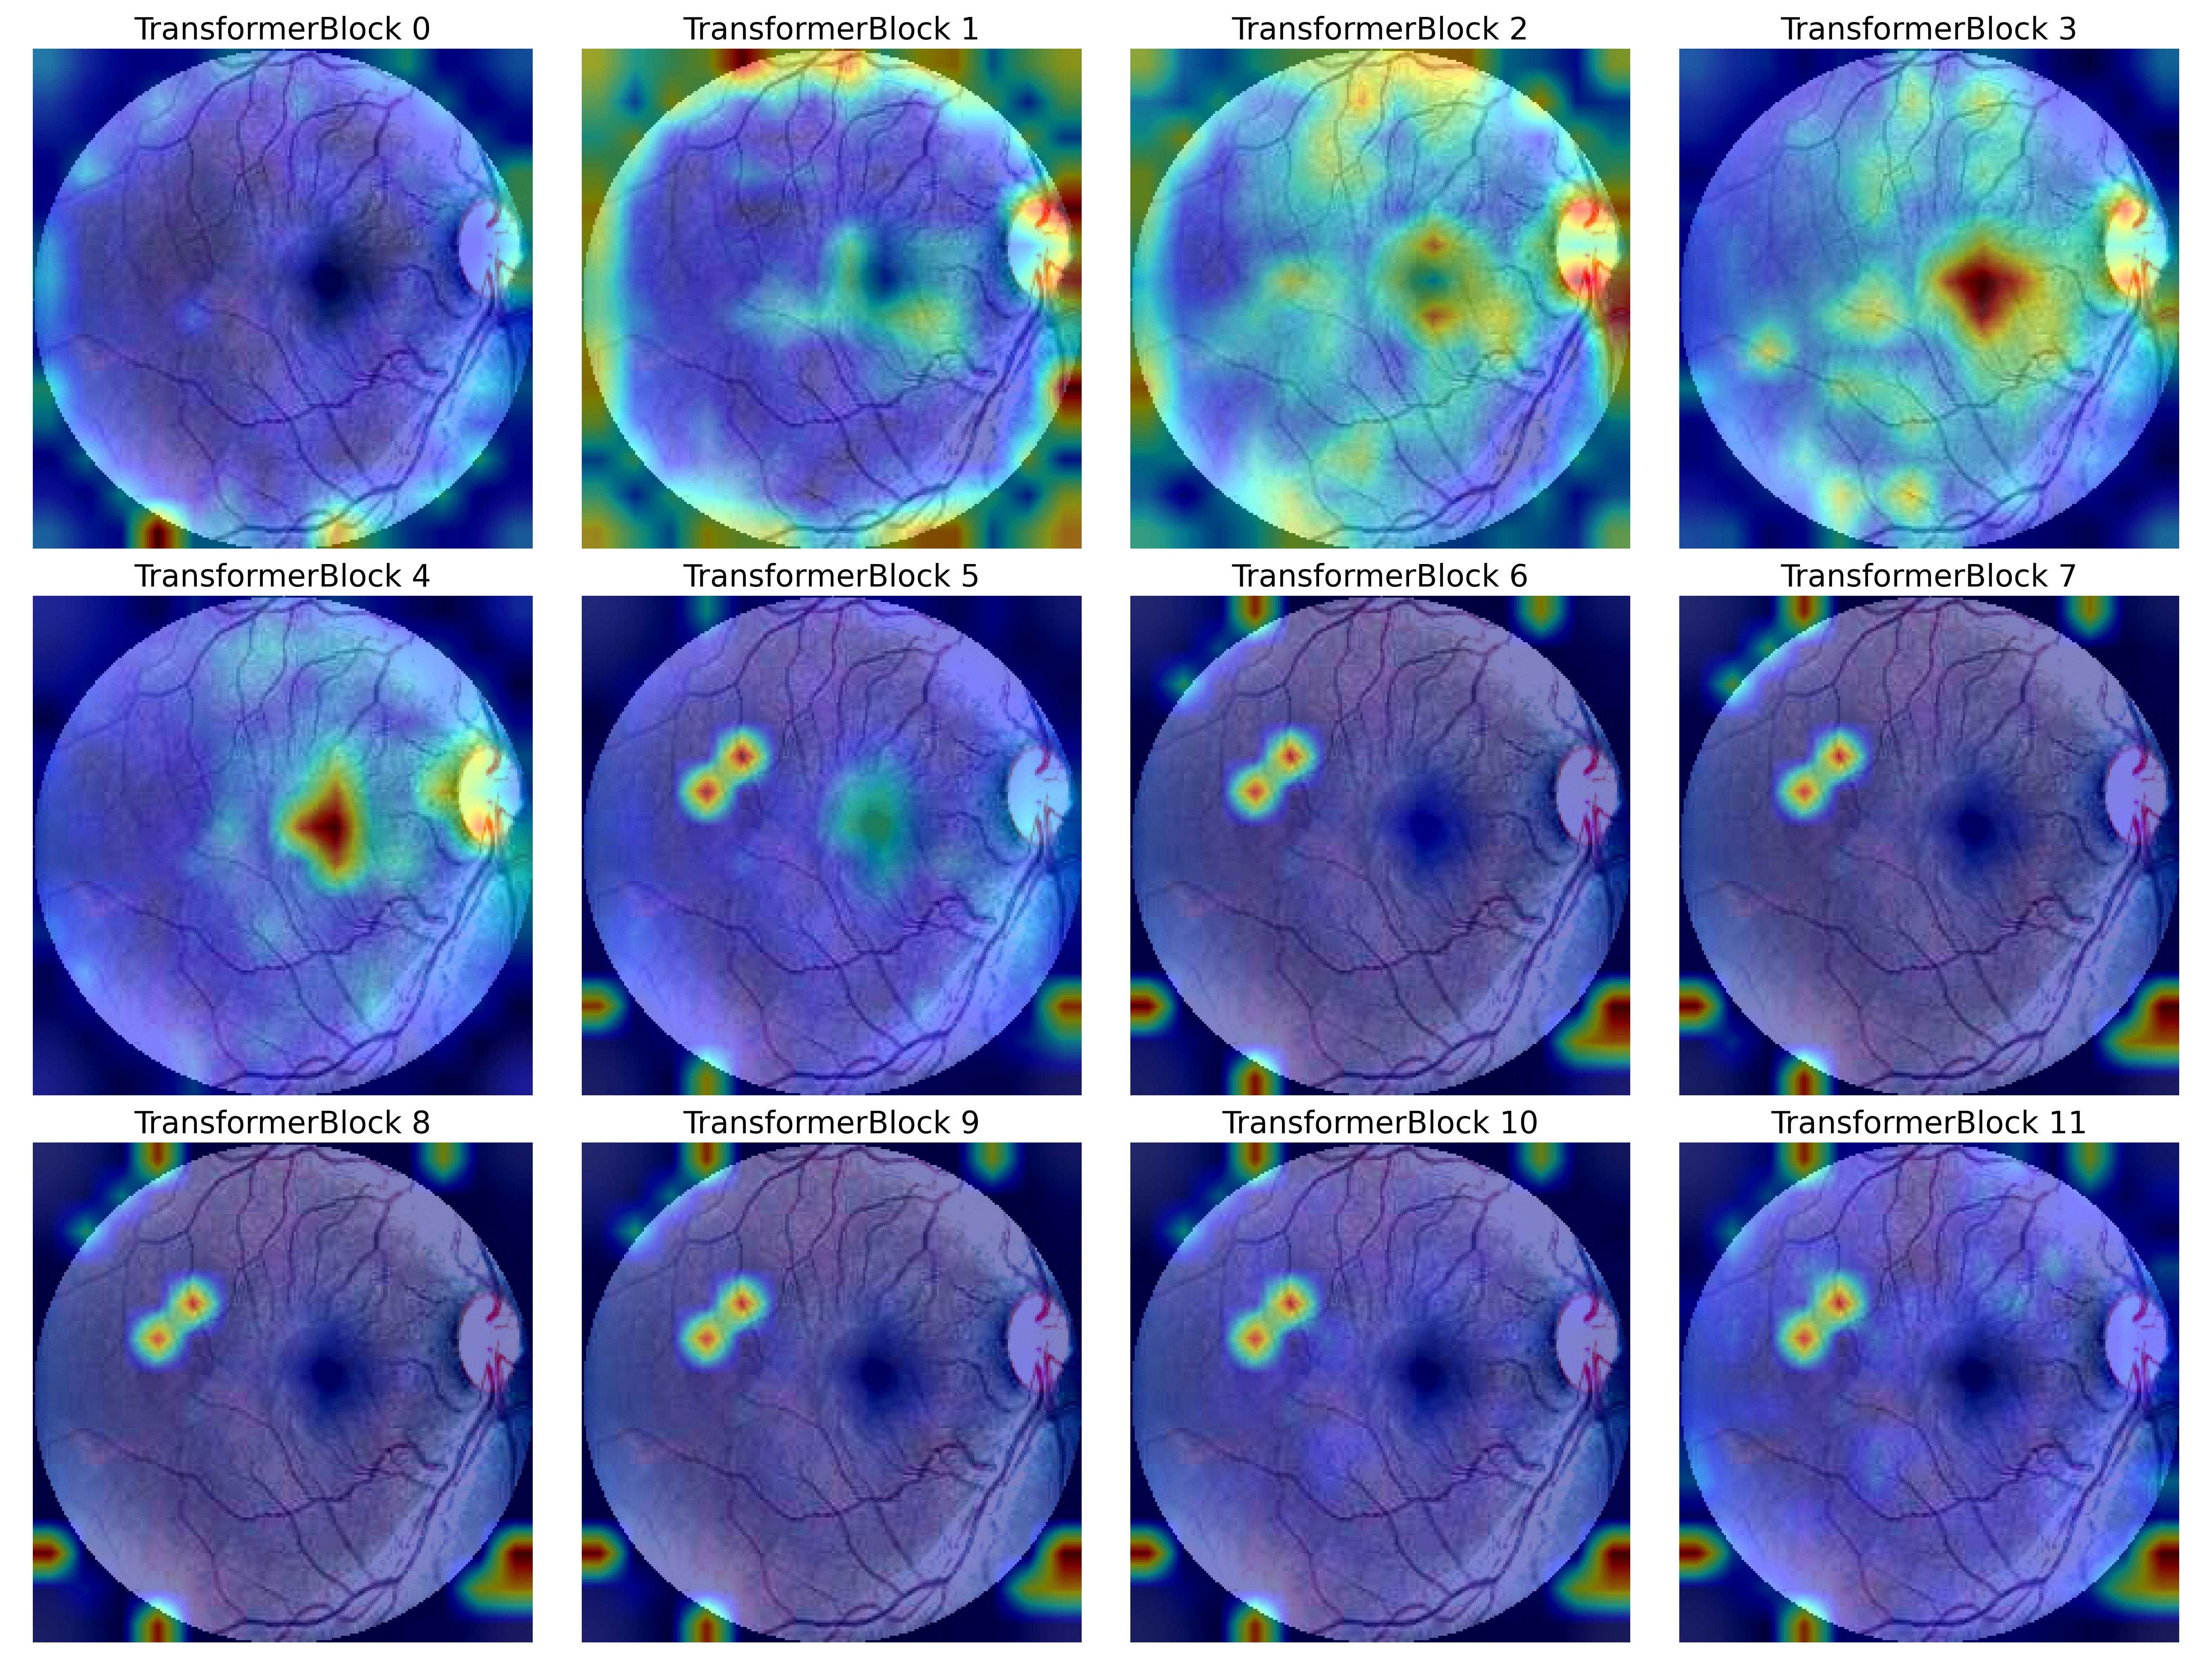 TransformerBlock 0
TransformerBlock 1
TransformerBlock 2
TransformerBlock 3
TransformerBlock 4
TransformerBlock 5
TransformerBlock 6
TransformerBlock 7
TransformerBlock 8
TransformerBlock 9
TransformerBlock 10
TransformerBlock 11